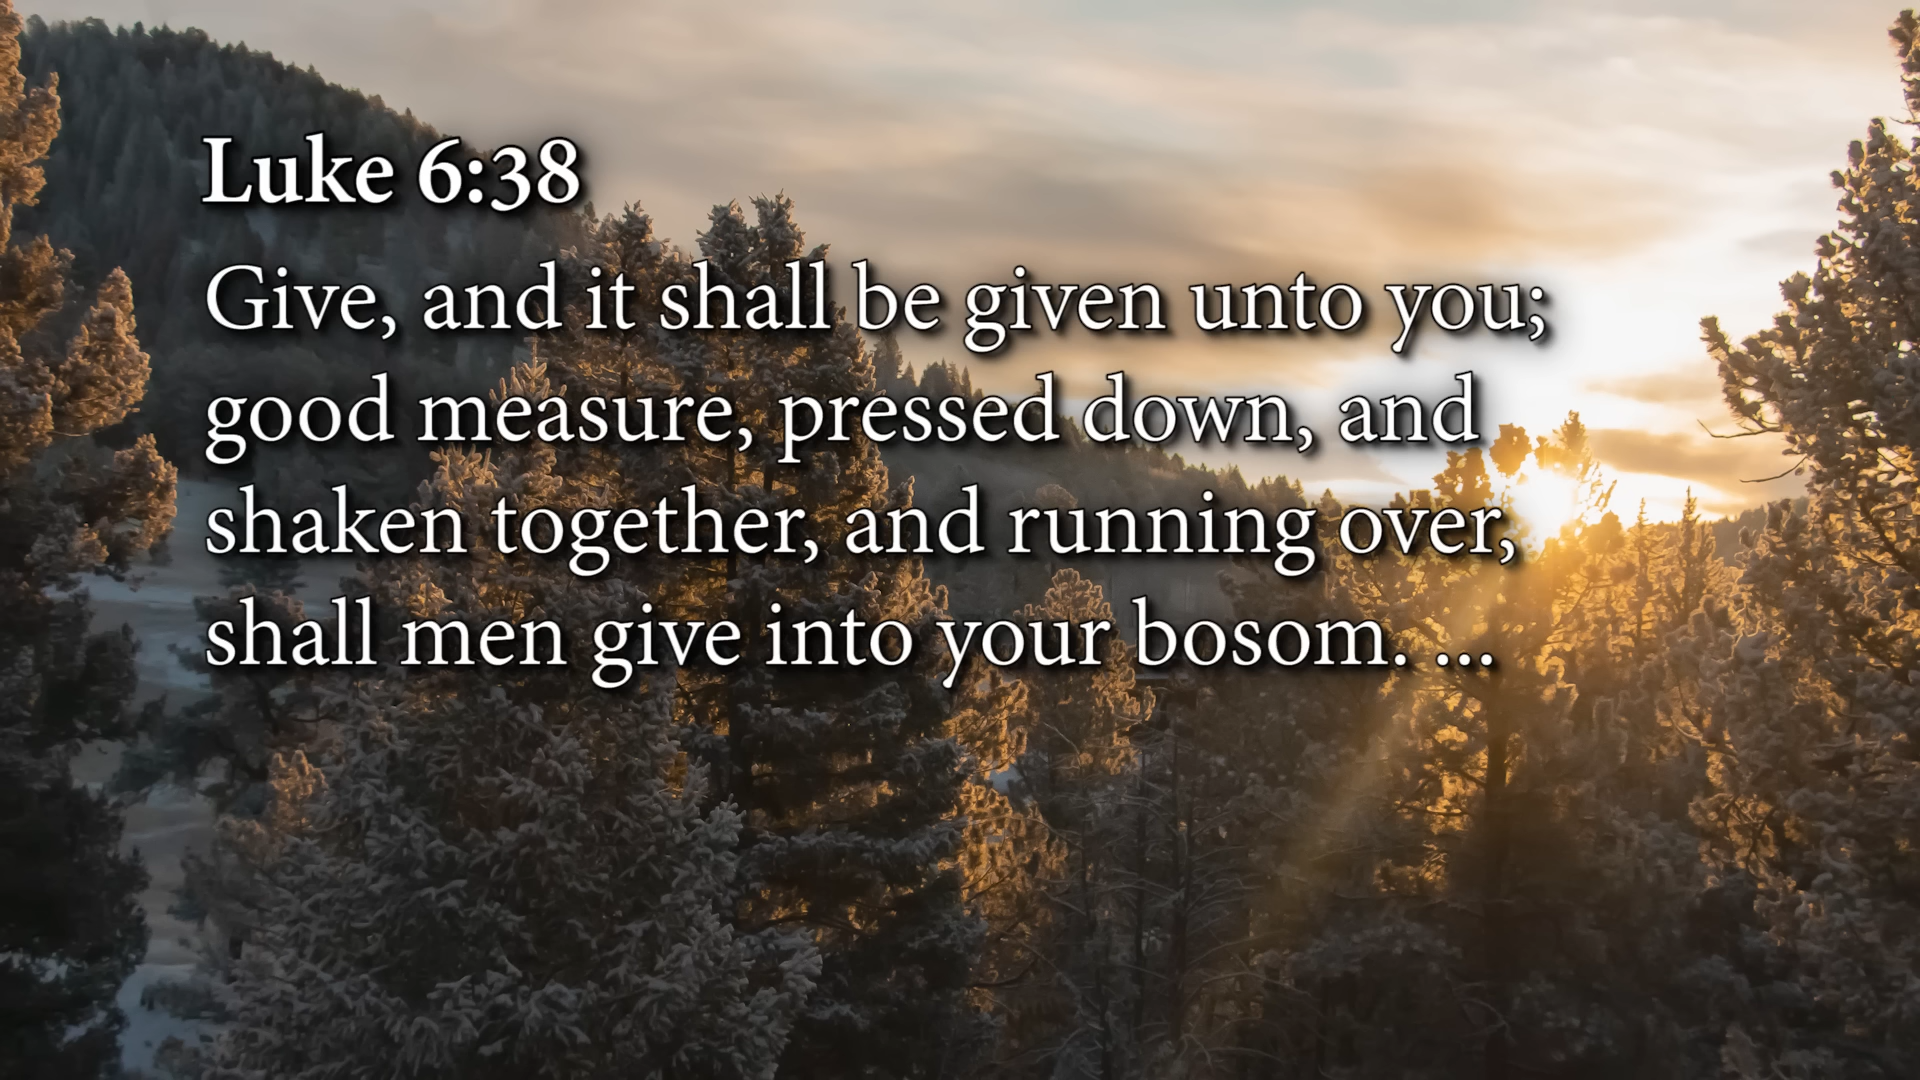 Luke 6:38
Give, and it shall be given unto you;
good measure, pressed down, and
shaken together, and running over,
shall men give into your bosom. ...